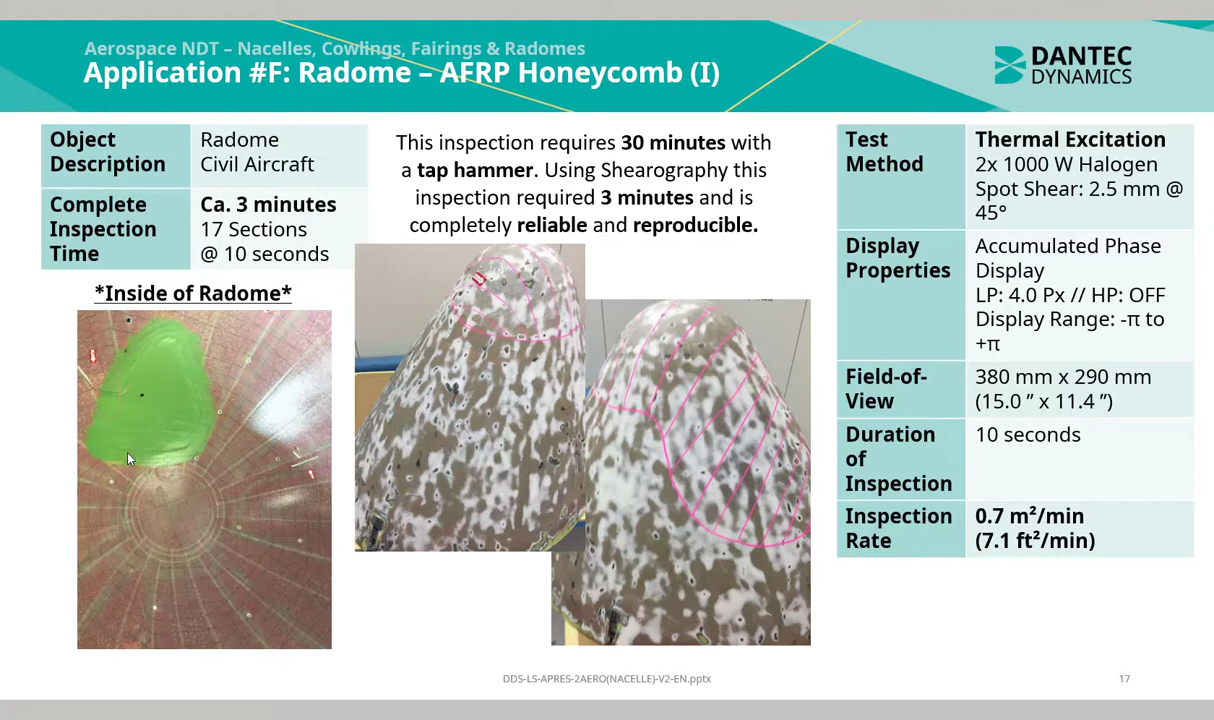 Aerospace NDT – Nacelles, Cowlings, Fairings & Radomes
Application #F: Radome – AFRP Honeycomb (I)
DANTEC
DYNAMICS
Object
Description
Radome
Civil Aircraft
Complete
Inspection
Time
Ca. 3 minutes
17 Sections
@ 10 seconds
*Inside of Radome*
This inspection requires 30 minutes with
a tap hammer. Using Shearography this
inspection required 3 minutes and is
completely reliable and reproducible.
Test
Method
Thermal Excitation
2x 1000 W Halogen
Spot Shear: 2.5 mm @
45°
Display
Properties
Accumulated Phase
Display
LP: 4.0 Px // HP: OFF
Display Range: -π to
+π
Field-of-
View
380 mm x 290 mm
(15.0 ” x 11.4 ”)
Duration
of
Inspection
10 seconds
Inspection
Rate
0.7 m²/min
(7.1 ft²/min)
DDS-LS-APRES-2AERO(NACELLE)-V2-EN.pptx
17